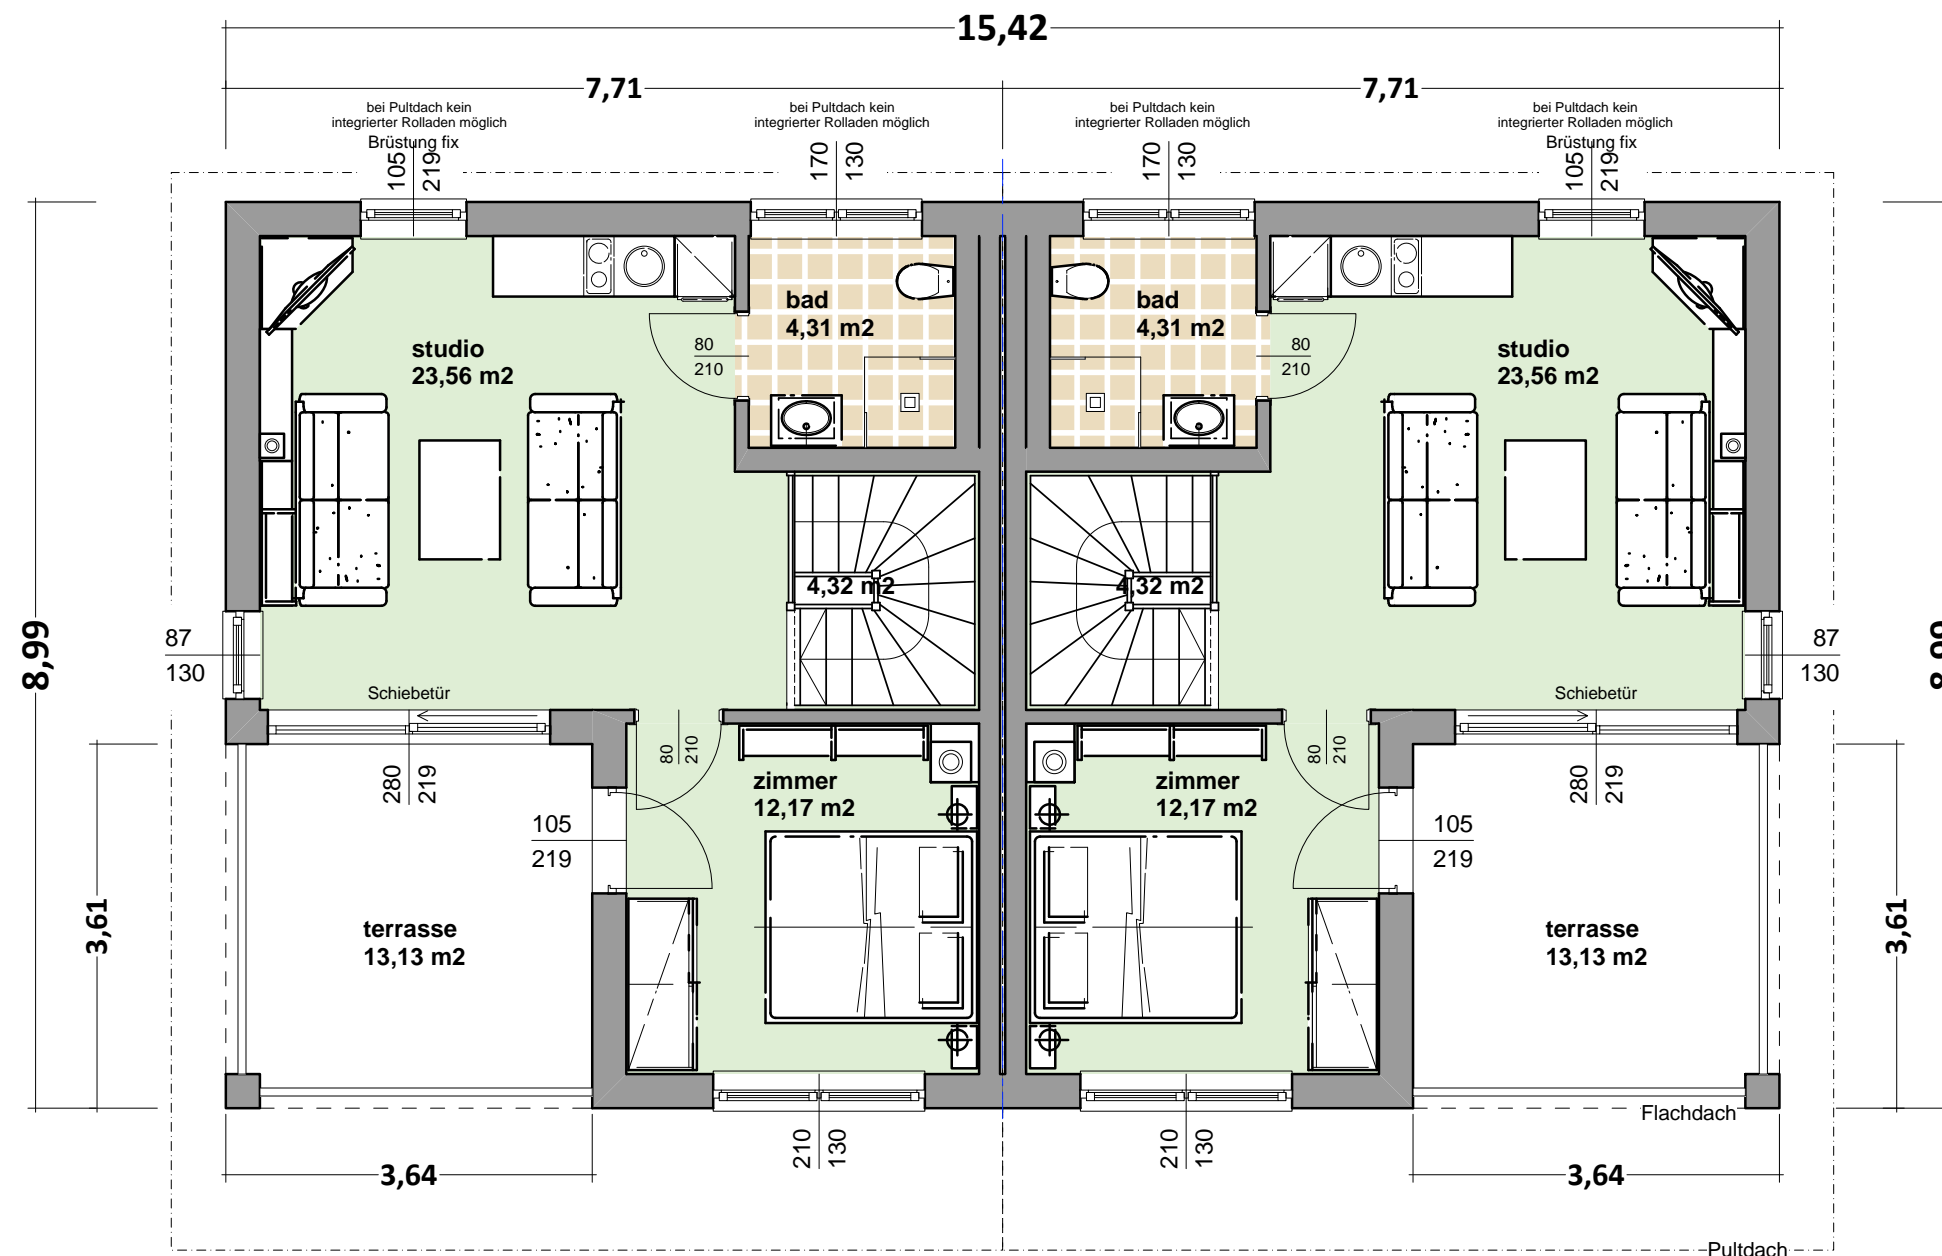 15,42
7,71
7,71
bei Pultdach kein
integrierter Rolladen möglich
Brüstung fix
bei Pultdach kein
integrierter Rolladen möglich
bei Pultdach kein
integrierter Rolladen möglich
bei Pultdach kein
integrierter Rolladen möglich
Brüstung fix
105
219
170
130
170
130
105
219
bad
4,31 m2
bad
4,31 m2
studio
23,56 m2
80
210
80
210
studio
23,56 m2
4,32 m2
4,32 m2
8,99
8,99
87
130
87
130
Schiebetür
Schiebetür
280
219
80
210
80
210
280
219
zimmer
12,17 m2
zimmer
12,17 m2
105
219
105
219
3,61
terrasse
13,13 m2
terrasse
13,13 m2
3,61
Flachdach
210
130
210
130
3,64
3,64
Pultdach